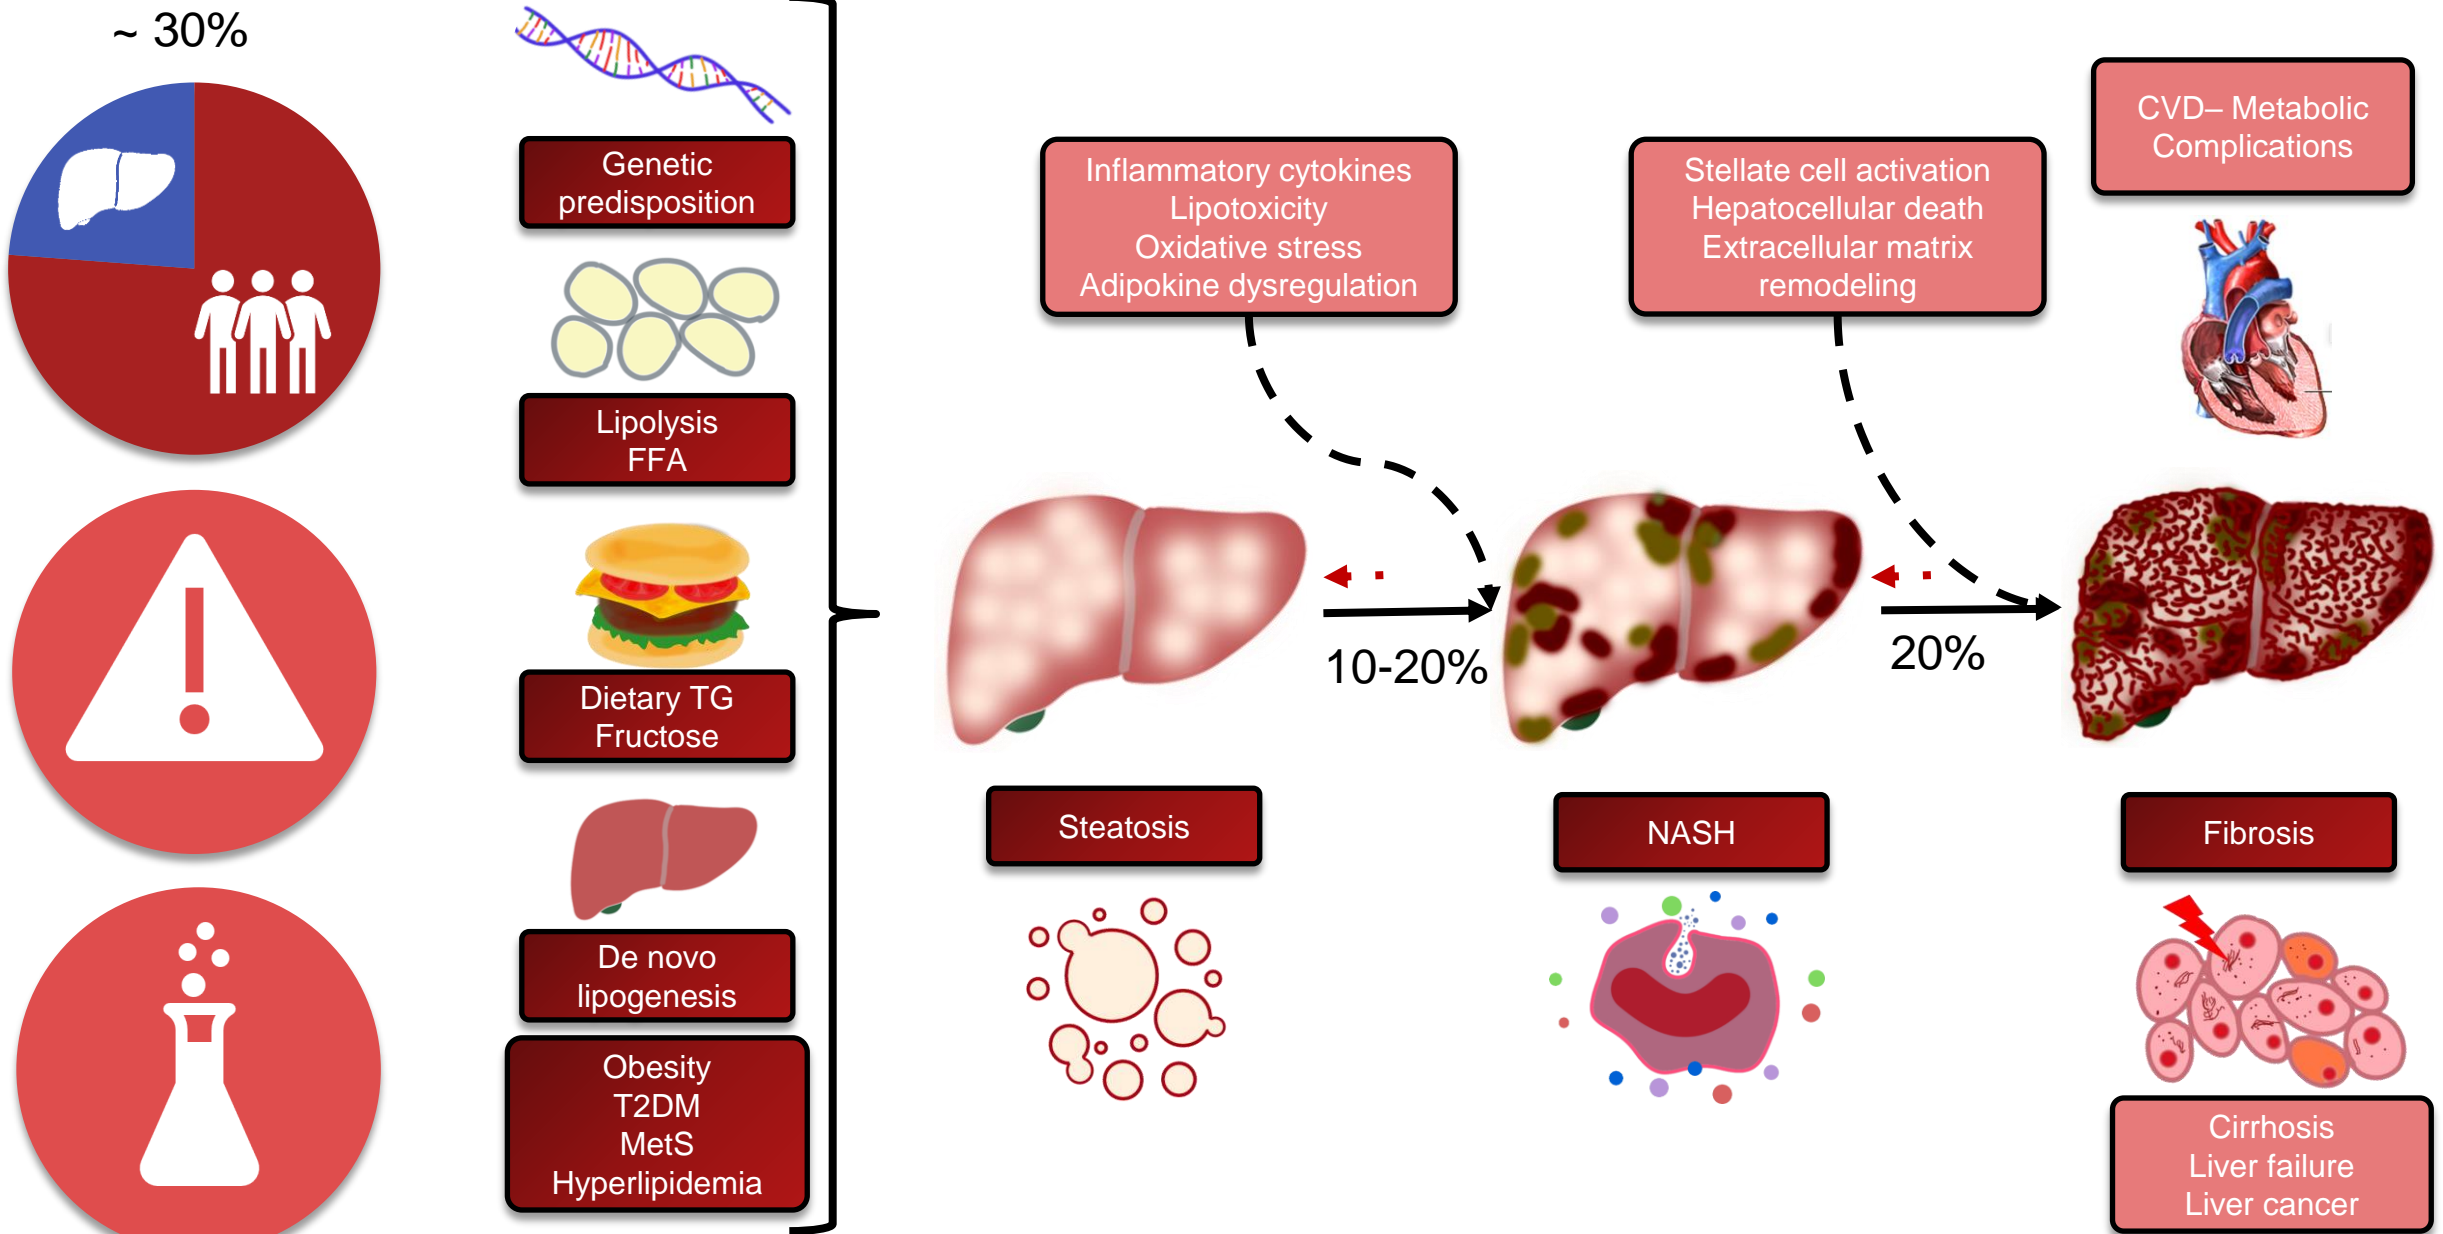 ~ 30%
Genetic
predisposition
Lipolysis
FFA
Dietary TG
Fructose
De novo
lipogenesis
Obesity
T2DM
MetS
Hyperlipidemia
Inflammatory cytokines
Lipotoxicity
Oxidative stress
Adipokine dysregulation
Stellate cell activation
Hepatocellular death
Extracellular matrix
remodeling
CVD– Metabolic
Complications
10-20%
20%
Steatosis
NASH
Fibrosis
Cirrhosis
Liver failure
Liver cancer